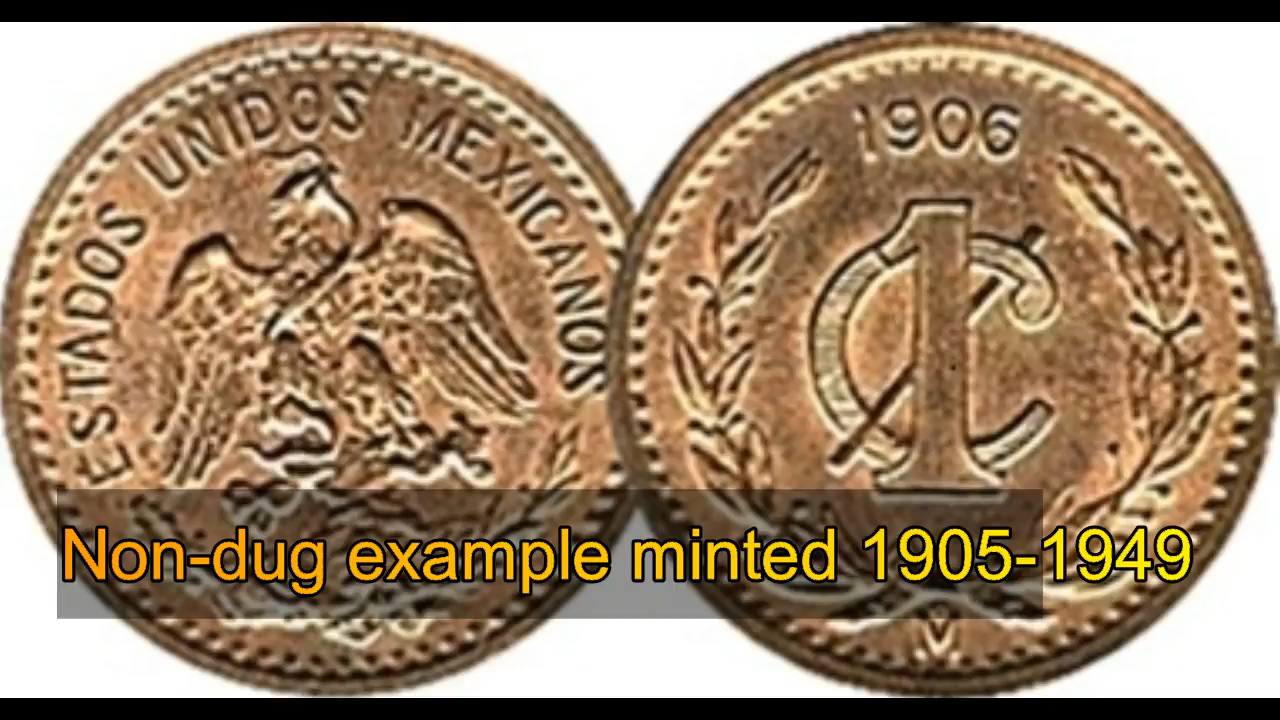 ESTADOS UNIDOS MEXICANOS
1906
1 C
Non-dug example minted 1905-1949
M